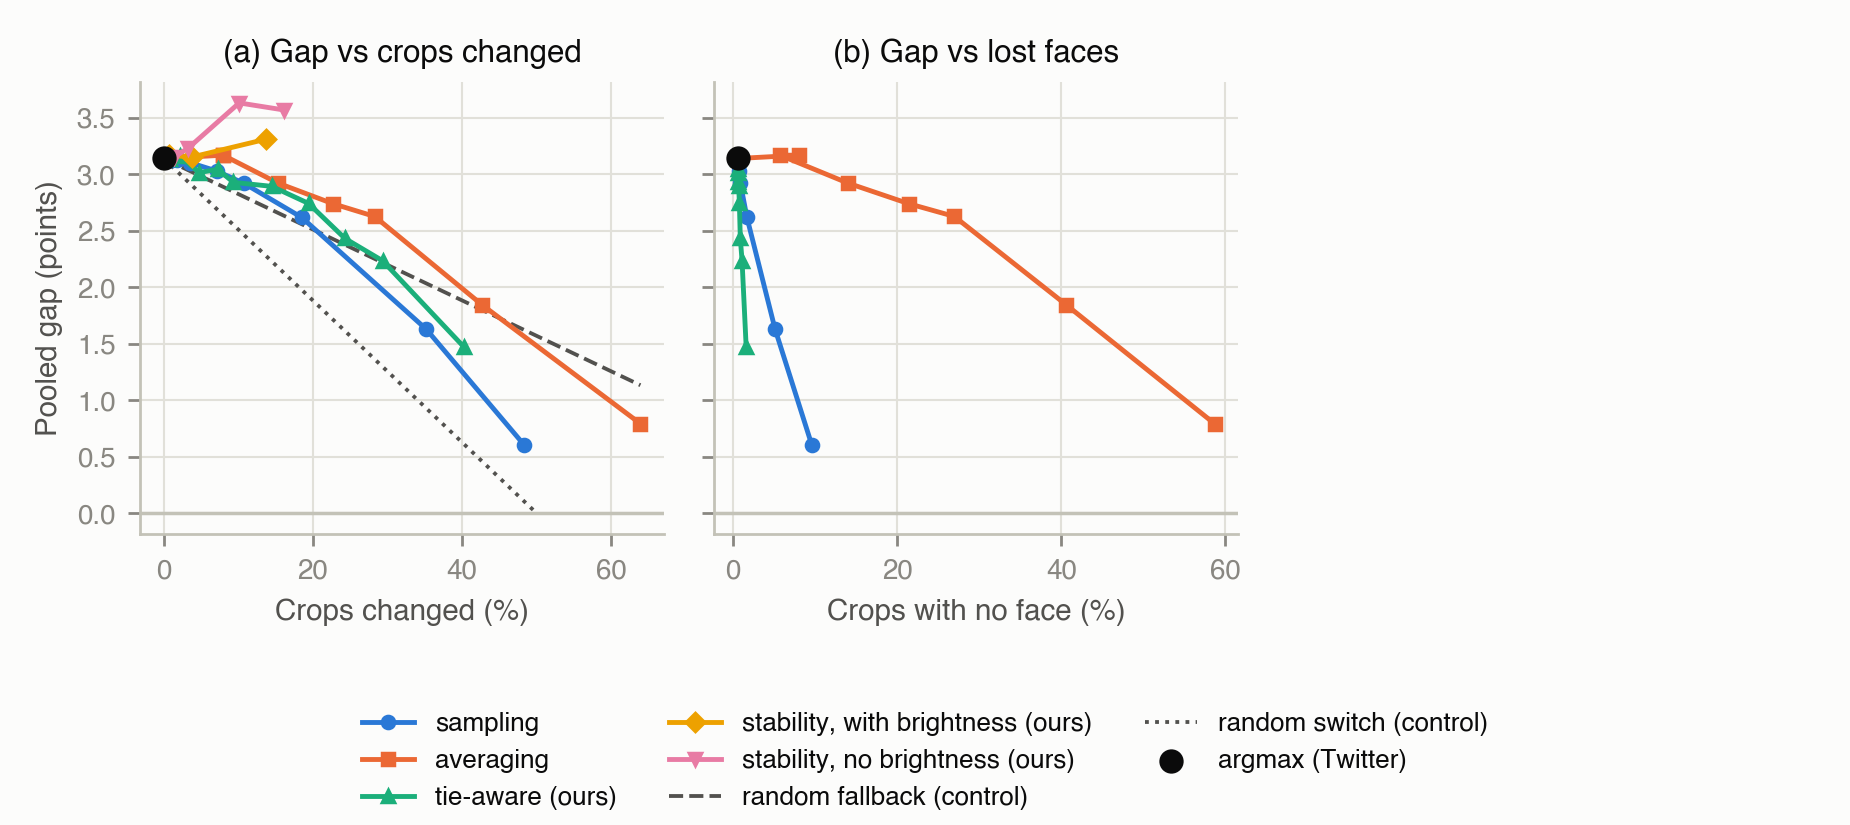 (a) Gap vs crops changed
(b) Gap vs lost faces
Pooled gap (points)
3.5
3.0
2.5
2.0
1.5
1.0
0.5
0.0
0 20 40 60
0 20 40 60
Crops changed (%)
Crops with no face (%)
sampling
averaging
tie-aware (ours)
stability, with brightness (ours)
stability, no brightness (ours)
random fallback (control)
random switch (control)
argmax (Twitter)